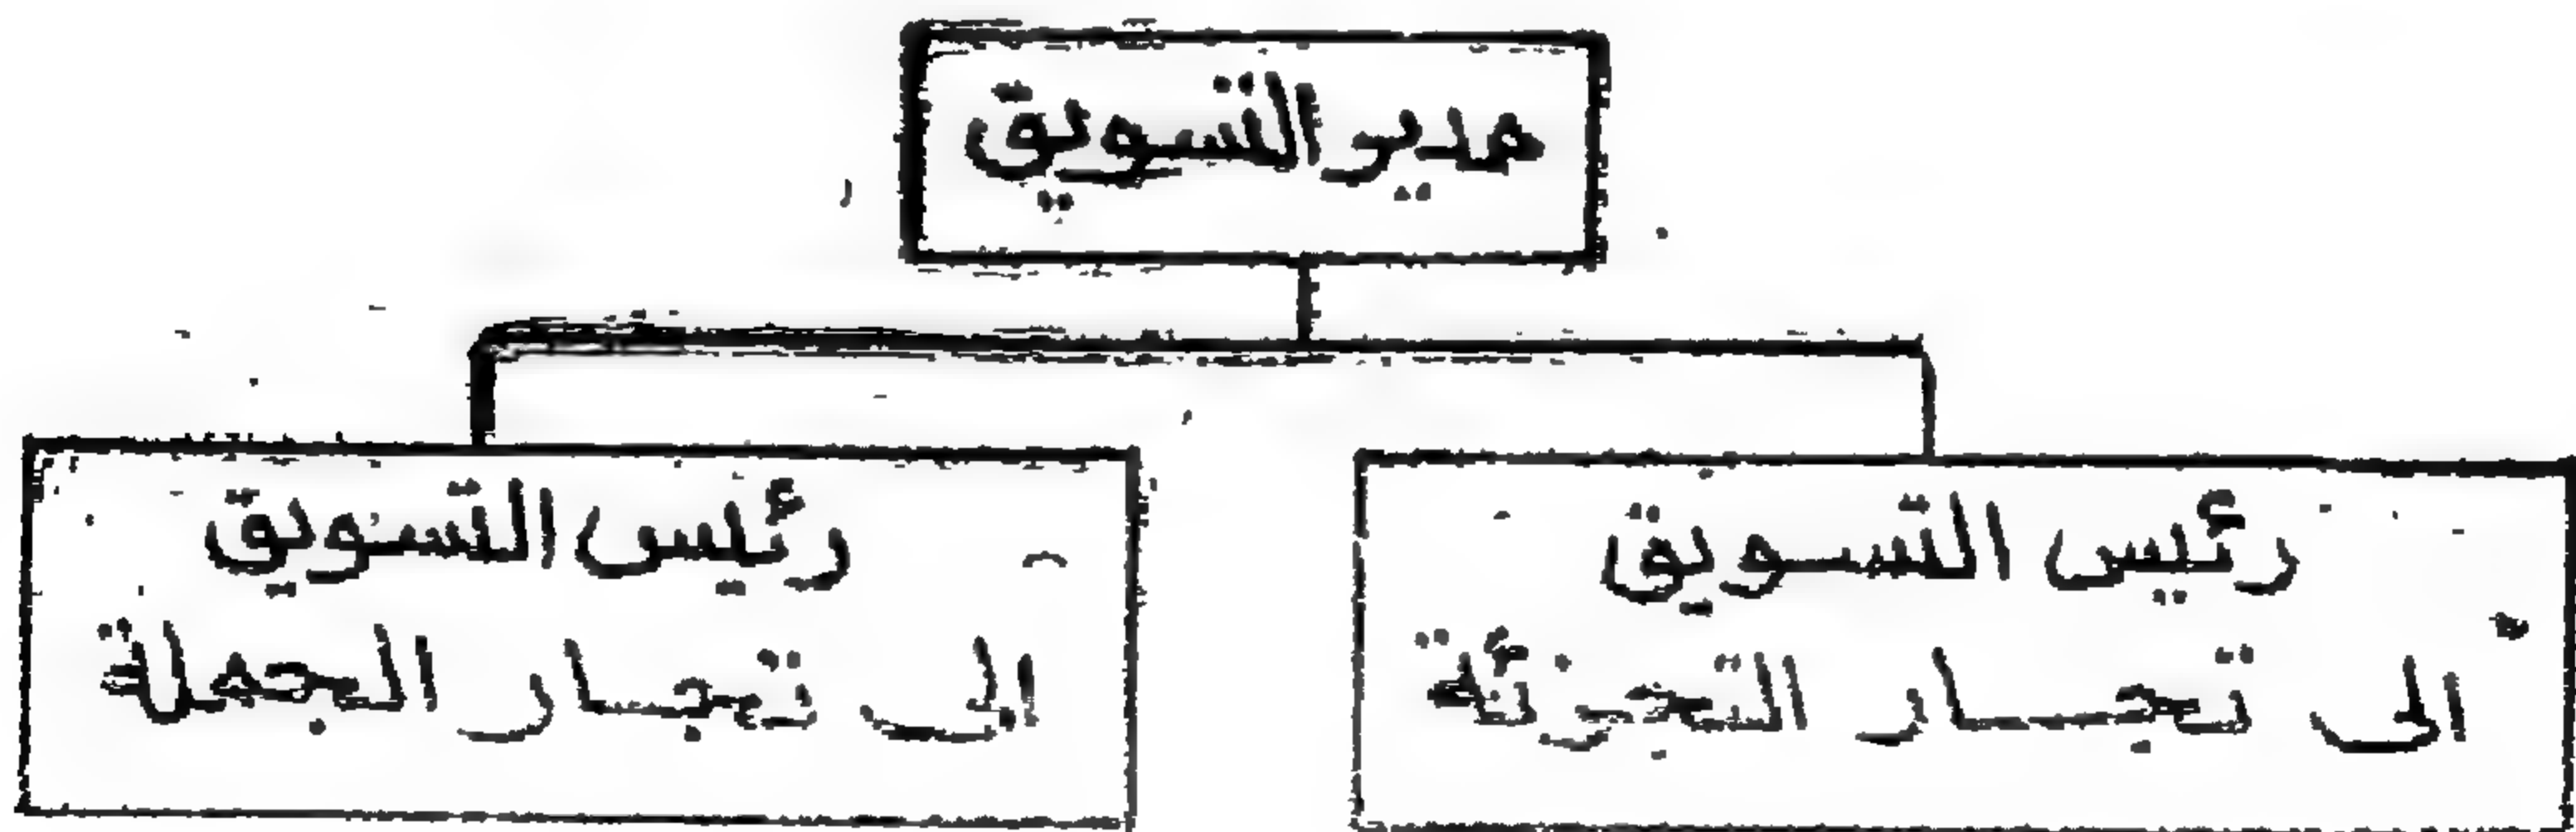 مدير التسويق
رئيس التسويق
الى تجار التجزئة
رئيس التسويق
الى تجار الجملة